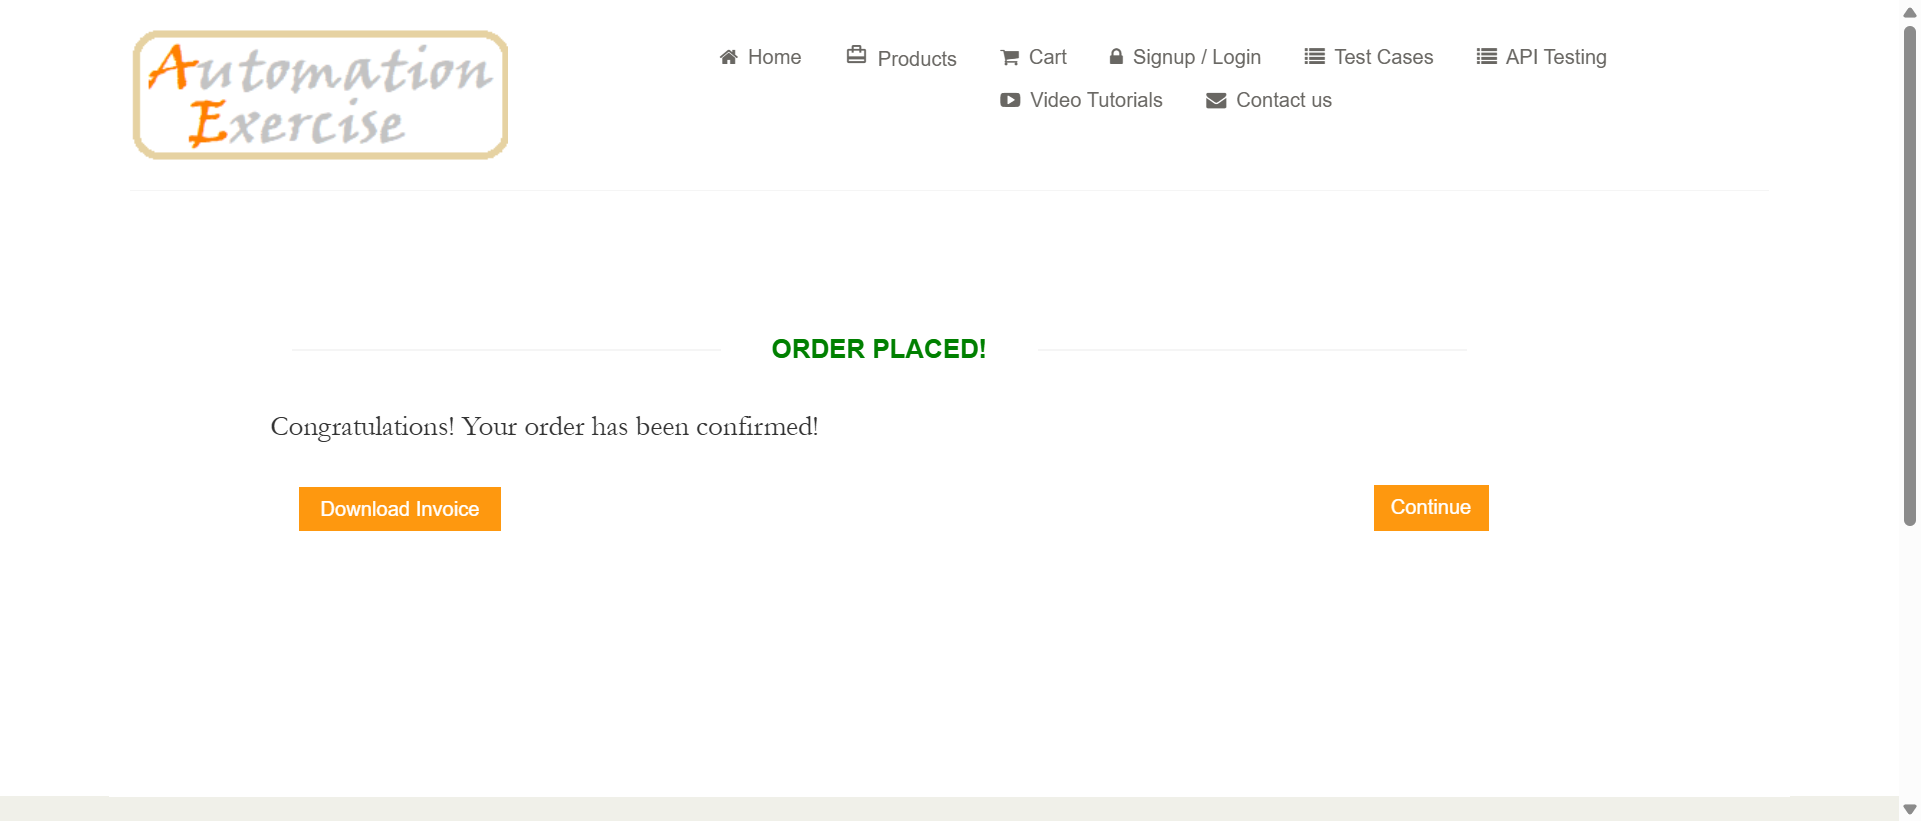 Automation
Exercise
Home
Products
Cart
Signup / Login
Test Cases
API Testing
Video Tutorials
Contact us
ORDER PLACED!
Congratulations! Your order has been confirmed!
Download Invoice
Continue